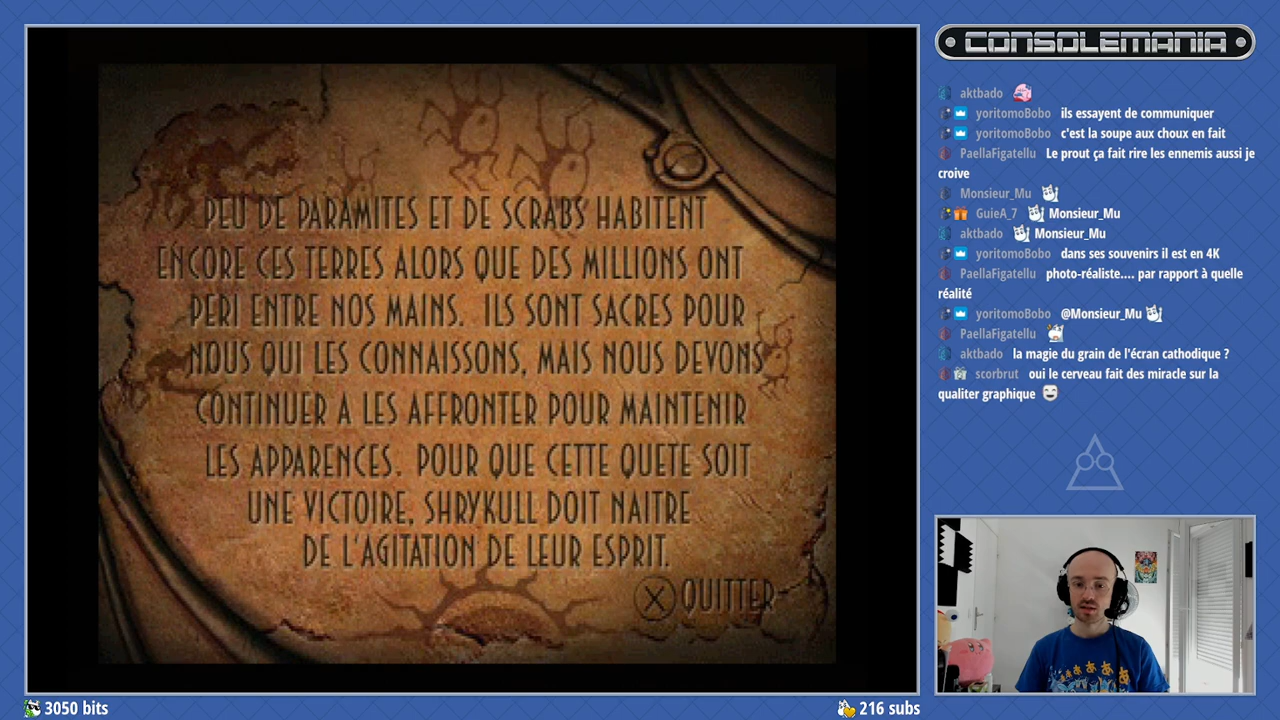 PEU DE PARAMITES ET DE SCRABS HABITENT
ENCORE CES TERRES ALORS QUE DES MILLIONS ONT
PERI ENTRE NOS MAINS. ILS SONT SACRES POUR
NOUS QUI LES CONNAISSONS, MAIS NOUS DEVONS
CONTINUER A LES AFFRONTER POUR MAINTENIR
LES APPARENCES. POUR QUE CETTE QUETE SOIT
UNE VICTOIRE, SHRYKULL DOIT NAITRE
DE L'AGITATION DE LEUR ESPRIT.
X QUITTER
CONSOLEMANIA
aktbado
yoritomoBobo ils essayent de communiquer
yoritomoBobo c'est la soupe aux choux en fait
PaellaFigatellu Le prout ça fait rire les ennemis aussi je
croive
Monsieur_Mu
GuieA_7 Monsieur_Mu
aktbado Monsieur_Mu
yoritomoBobo dans ses souvenirs il est en 4K
PaellaFigatellu photo-réaliste.... par rapport à quelle
réalité
yoritomoBobo @Monsieur_Mu
PaellaFigatellu
aktbado la magie du grain de l'écran cathodique ?
scorbrut oui le cerveau fait des miracle sur la
qualiter graphique
3050 bits
216 subs